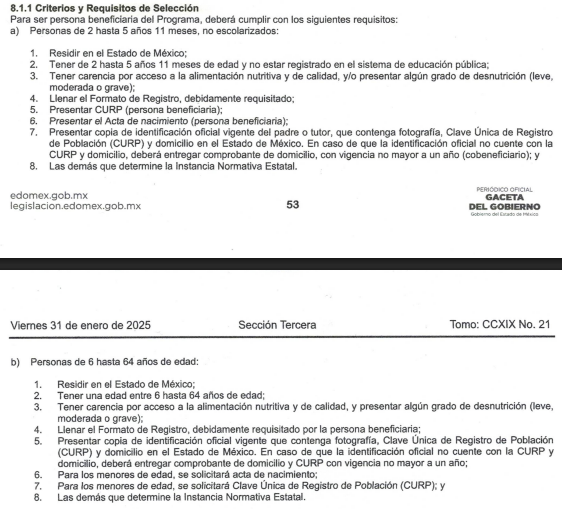 8.1.1 Criterios y Requisitos de Selección
Para ser persona beneficiaria del Programa, deberá cumplir con los siguientes requisitos:
a) Personas de 2 hasta 5 años 11 meses, no escolarizados:
1. Residir en el Estado de México;
2. Tener de 2 hasta 5 años 11 meses de edad y no estar registrado en el sistema de educación pública;
3. Tener carencia por acceso a la alimentación nutritiva y de calidad, y/o presentar algún grado de desnutrición (leve,
moderada o grave);
4. Llenar el Formato de Registro, debidamente requisitado;
5. Presentar CURP (persona beneficiaria);
6. Presentar el Acta de nacimiento (persona beneficiaria);
7. Presentar copia de identificación oficial vigente del padre o tutor, que contenga fotografía, Clave Única de Registro
de Población (CURP) y domicilio en el Estado de México. En caso de que la identificación oficial no cuente con la
CURP y domicilio, deberá entregar comprobante de domicilio, con vigencia no mayor a un año (cobeneficiario); y
8. Las demás que determine la Instancia Normativa Estatal.
edomex.gob.mx
legislacion.edomex.gob.mx
53
PERIÓDICO OFICIAL
GACETA
DEL GOBIERNO
Gobierno del Estado de México
Viernes 31 de enero de 2025 Sección Tercera Tomo: CCXIX No. 21
b) Personas de 6 hasta 64 años de edad:
1. Residir en el Estado de México;
2. Tener una edad entre 6 hasta 64 años de edad;
3. Tener carencia por acceso a la alimentación nutritiva y de calidad, y presentar algún grado de desnutrición (leve,
moderada o grave);
4. Llenar el Formato de Registro, debidamente requisitado por la persona beneficiaria;
5. Presentar copia de identificación oficial vigente que contenga fotografía, Clave Única de Registro de Población
(CURP) y domicilio en el Estado de México. En caso de que la identificación oficial no cuente con la CURP y
domicilio, deberá entregar comprobante de domicilio y CURP con vigencia no mayor a un año;
6. Para los menores de edad, se solicitará acta de nacimiento;
7. Para los menores de edad, se solicitará Clave Única de Registro de Población (CURP); y
8. Las demás que determine la Instancia Normativa Estatal.